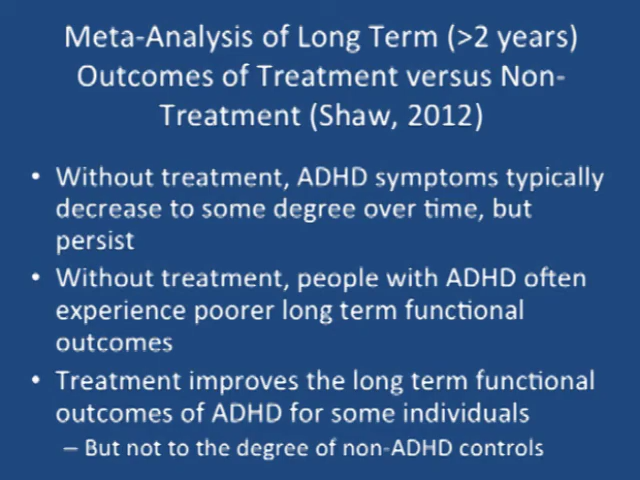 Meta-Analysis of Long Term (>2 years)
Outcomes of Treatment versus Non-
Treatment (Shaw, 2012)
• Without treatment, ADHD symptoms typically
decrease to some degree over time, but
persist
• Without treatment, people with ADHD often
experience poorer long term functional
outcomes
• Treatment improves the long term functional
outcomes of ADHD for some individuals
– But not to the degree of non-ADHD controls